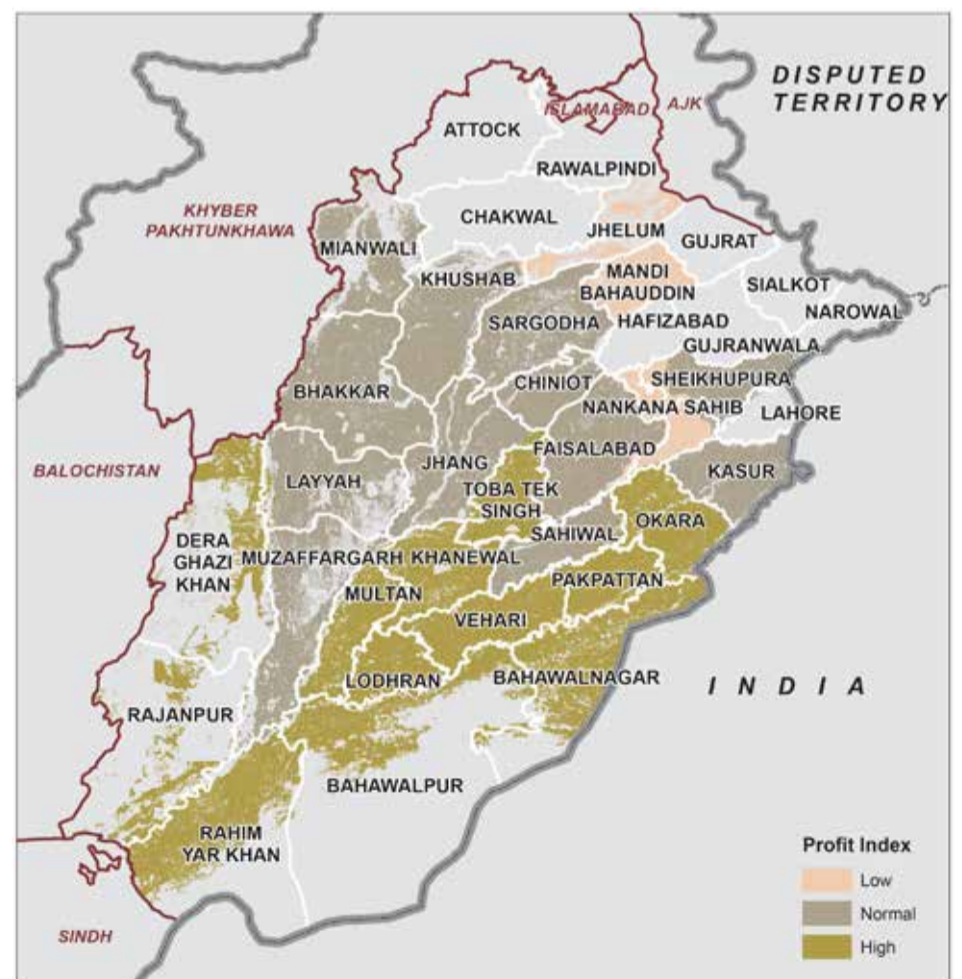 DISPUTED
TERRITORY
ISLAMABAD
AJK
ATTOCK
RAWALPINDI
KHYBER
PAKHTUNKHAWA
CHAKWAL
JHELUM
GUJRAT
MIANWALI
KHUSHAB
MANDI
BAHAUDDIN
SIALKOT
NAROWAL
SARGODHA
HAFIZABAD
GUJRANWALA
BHAKKAR
CHINIOT
SHEIKHUPURA
NANKANA SAHIB
LAHORE
BALOCHISTAN
LAYYAH
JHANG
FAISALABAD
KASUR
TOBA TEK
SINGH
SAHIWAL
OKARA
DERA
GHAZI
KHAN
MUZAFFARGARH
KHANEWAL
MULTAN
PAKPATTAN
VEHARI
LODHRAN
BAHAWALNAGAR
INDIA
RAJANPUR
BAHAWALPUR
RAHIM
YAR KHAN
SINDH
Profit Index
Low
Normal
High